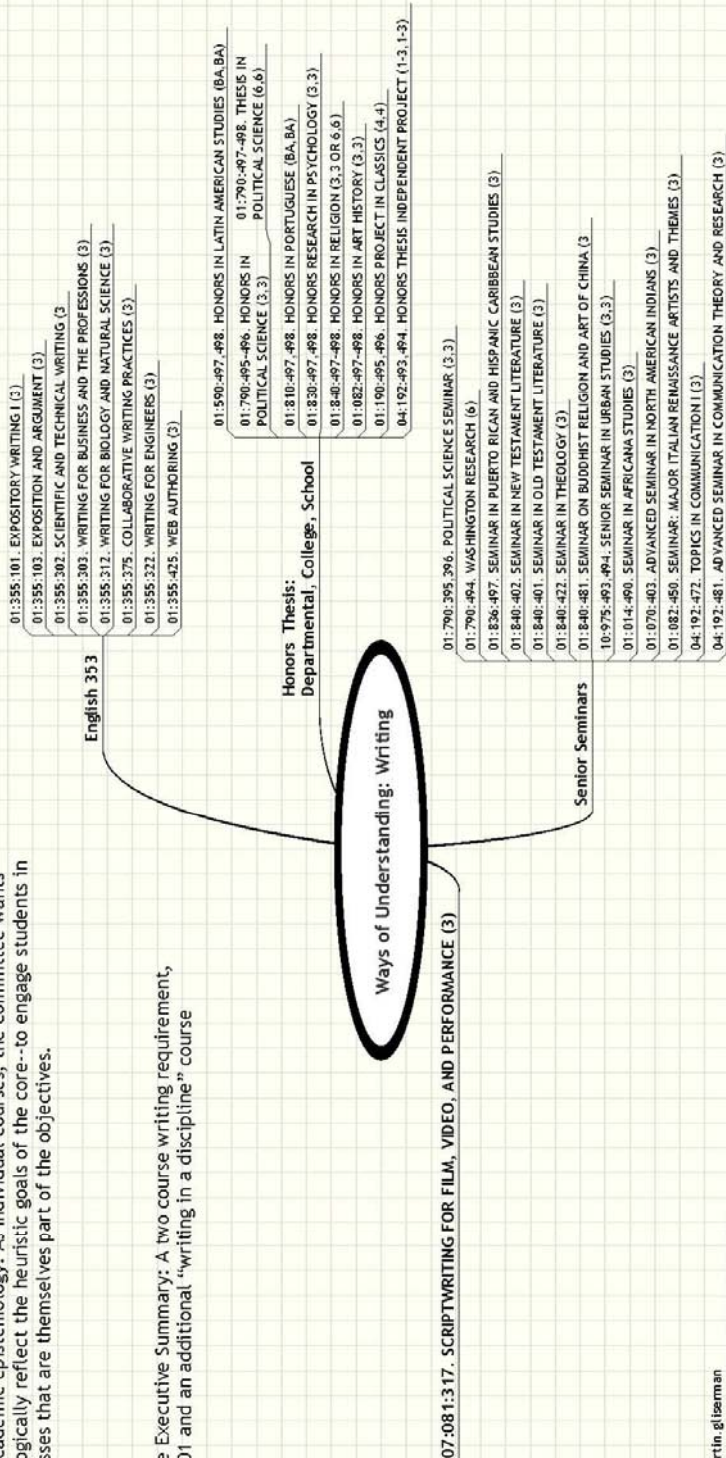 ogically reflect the heuristic goals of the core--to engage students in
sses that are themselves part of the objectives.
Executive Summary: A two course writing requirement,
and an additional “writing in a discipline” course
Ways of Understanding: Writing
English 353
01:355:101. EXPOSITORY WRITING I (3)
01:355:103. EXPOSITION AND ARGUMENT (3)
01:355:302. SCIENTIFIC AND TECHNICAL WRITING (3
01:355:303. WRITING FOR BUSINESS AND THE PROFESSIONS (3)
01:355:312. WRITING FOR BIOLOGY AND NATURAL SCIENCE (3)
01:355:375. COLLABORATIVE WRITING PRACTICES (3)
01:355:322. WRITING FOR ENGINEERS (3)
01:355:425. WEB AUTHORING (3)
Honors Thesis:
Departmental, College, School
01:590:497,498. HONORS IN LATIN AMERICAN STUDIES (BA,BA)
01:790:495-496. HONORS IN
POLITICAL SCIENCE (3,3)
01:790:497-498. THESIS IN
POLITICAL SCIENCE (6,6)
01:810:497,498. HONORS IN PORTUGUESE (BA,BA)
01:830:497,498. HONORS RESEARCH IN PSYCHOLOGY (3,3)
01:840:497-498. HONORS IN RELIGION (3,3 OR 6,6)
01:082:497-498. HONORS IN ART HISTORY (3,3)
01:190:495,496. HONORS PROJECT IN CLASSICS (4,4)
04:192:493,494. HONORS THESIS INDEPENDENT PROJECT (1-3,1-3)
Senior Seminars
01:790:395,396. POLITICAL SCIENCE SEMINAR (3,3)
01:790:494. WASHINGTON RESEARCH (6)
01:836:497. SEMINAR IN PUERTO RICAN AND HISPANIC CARIBBEAN STUDIES (3)
01:840:402. SEMINAR IN NEW TESTAMENT LITERATURE (3)
01:840:401. SEMINAR IN OLD TESTAMENT LITERATURE (3)
01:840:422. SEMINAR IN THEOLOGY (3)
01:840:481. SEMINAR ON BUDDHIST RELIGION AND ART OF CHINA (3
10:975:493,494. SENIOR SEMINAR IN URBAN STUDIES (3,3)
01:014:490. SEMINAR IN AFRICANA STUDIES (3)
01:070:403. ADVANCED SEMINAR IN NORTH AMERICAN INDIANS (3)
01:082:450. SEMINAR: MAJOR ITALIAN RENAISSANCE ARTISTS AND THEMES (3)
04:192:472. TOPICS IN COMMUNICATION I (3)
04:192:481. ADVANCED SEMINAR IN COMMUNICATION THEORY AND RESEARCH (3)
07:081:317. SCRIPTWRITING FOR FILM, VIDEO, AND PERFORMANCE (3)
rtin.gliserman